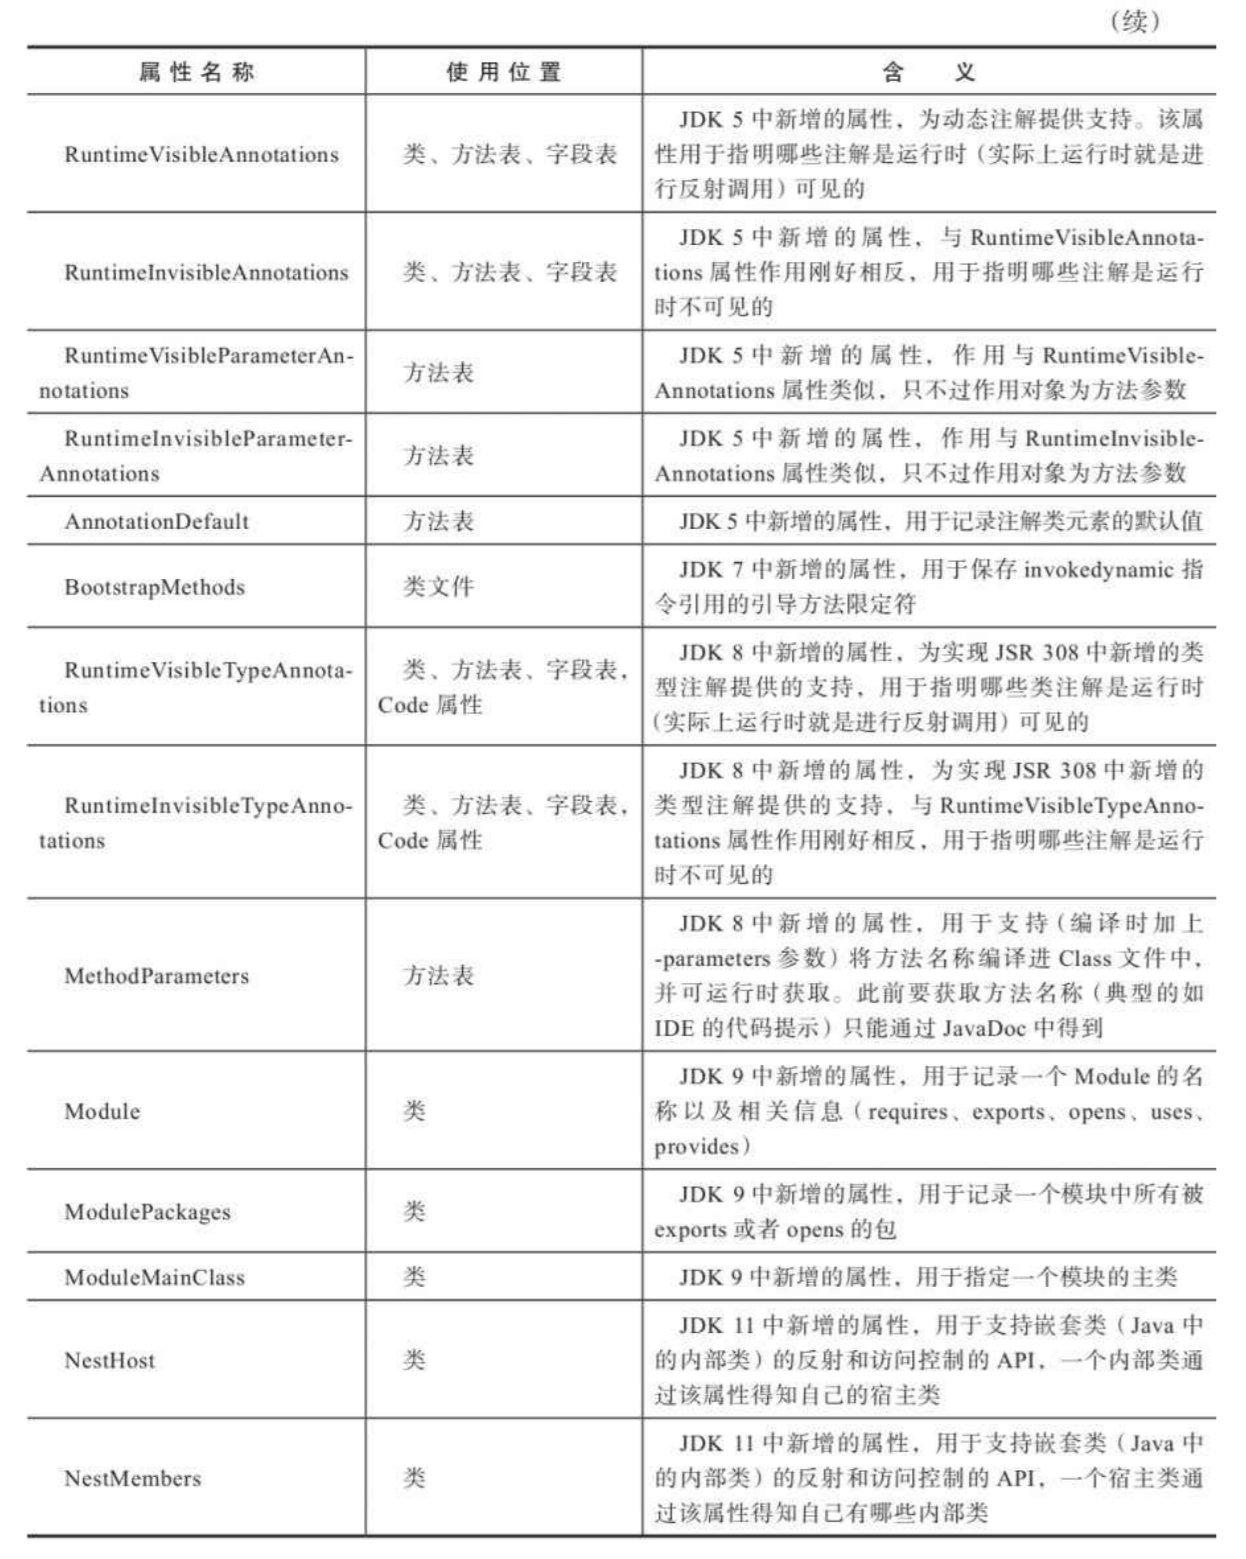 （续）
属性名称 使用位置 含 义
RuntimeVisibleAnnotations 类、方法表、字段表
JDK 5 中新增的属性，为动态注解提供支持。该属
性用于指明哪些注解是运行时（实际上运行时就是进
行反射调用）可见的
RuntimeInvisibleAnnotations 类、方法表、字段表
JDK 5 中新增的属性，与 RuntimeVisibleAnnota-
tions 属性作用刚好相反，用于指明哪些注解是运行
时不可见的
RuntimeVisibleParameterAn-
notations
方法表
JDK 5 中新增的属性，作用与 RuntimeVisible-
Annotations 属性类似，只不过作用对象为方法参数
RuntimeInvisibleParameter-
Annotations
方法表
JDK 5 中新增的属性，作用与 RuntimeInvisible-
Annotations 属性类似，只不过作用对象为方法参数
AnnotationDefault 方法表 JDK 5 中新增的属性，用于记录注解类元素的默认值
BootstrapMethods 类文件
JDK 7 中新增的属性，用于保存 invokedynamic 指
令引用的引导方法限定符
RuntimeVisibleTypeAnnota-
tions
类、方法表、字段表，
Code 属性
JDK 8 中新增的属性，为实现 JSR 308 中新增的类
型注解提供的支持，用于指明哪些类注解是运行时
（实际上运行时就是进行反射调用）可见的
RuntimeInvisibleTypeAnno-
tations
类、方法表、字段表，
Code 属性
JDK 8 中新增的属性，为实现 JSR 308 中新增的
类型注解提供的支持，与 RuntimeVisibleTypeAnno-
tations 属性作用刚好相反，用于指明哪些注解是运行
时不可见的
MethodParameters 方法表
JDK 8 中新增的属性，用于支持（编译时加上
-parameters 参数）将方法名称编译进 Class 文件中，
并可运行时获取。此前要获取方法名称（典型的如
IDE 的代码提示）只能通过 JavaDoc 中得到
Module 类
JDK 9 中新增的属性，用于记录一个 Module 的名
称以及相关信息（requires、exports、opens、uses、
provides）
ModulePackages 类
JDK 9 中新增的属性，用于记录一个模块中所有被
exports 或者 opens 的包
ModuleMainClass 类 JDK 9 中新增的属性，用于指定一个模块的主类
NestHost 类
JDK 11 中新增的属性，用于支持嵌套类（Java 中
的内部类）的反射和访问控制的 API，一个内部类通
过该属性得知自己的宿主类
NestMembers 类
JDK 11 中新增的属性，用于支持嵌套类（Java 中
的内部类）的反射和访问控制的 API，一个宿主类通
过该属性得知自己有哪些内部类